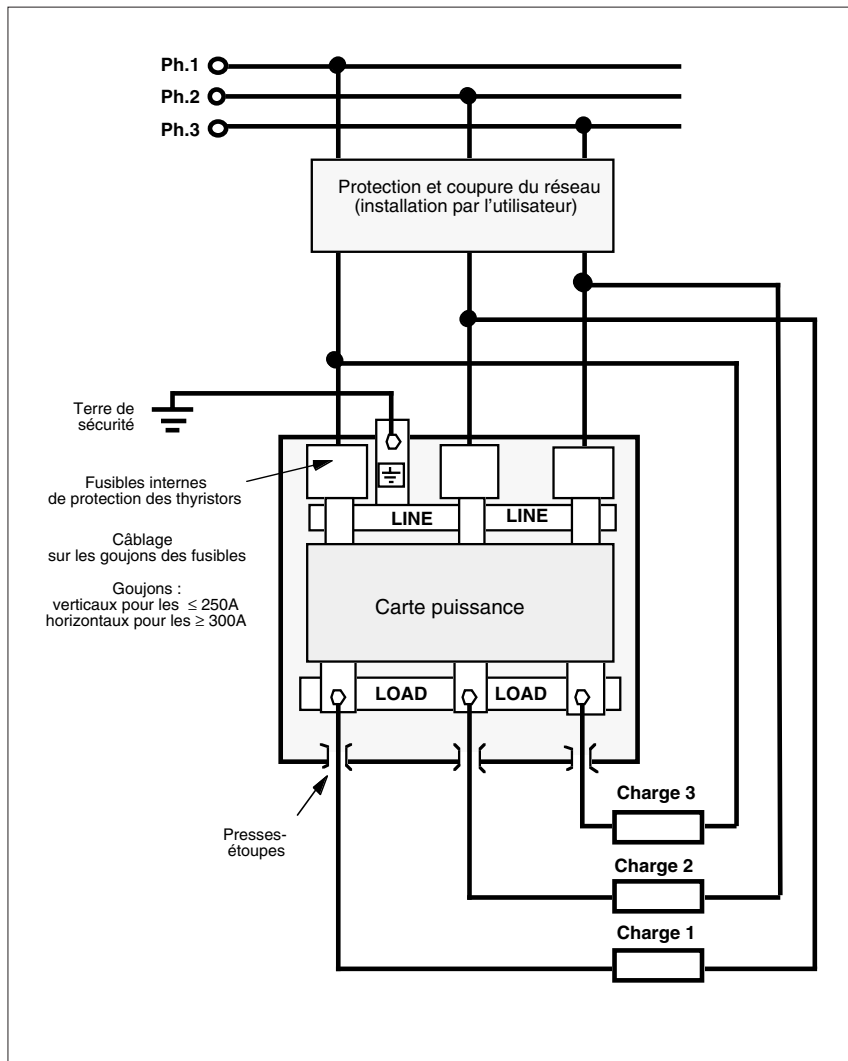 Ph.1
Ph.2
Ph.3
Protection et coupure du réseau
(installation par l'utilisateur)
Terre de
sécurité
Fusibles internes
de protection des thyristors
LINE LINE
Câblage
sur les goujons des fusibles
Goujons :
verticaux pour les ≤ 250A
horizontaux pour les ≥ 300A
Carte puissance
LOAD LOAD
Presses-
étoupes
Charge 3
Charge 2
Charge 1